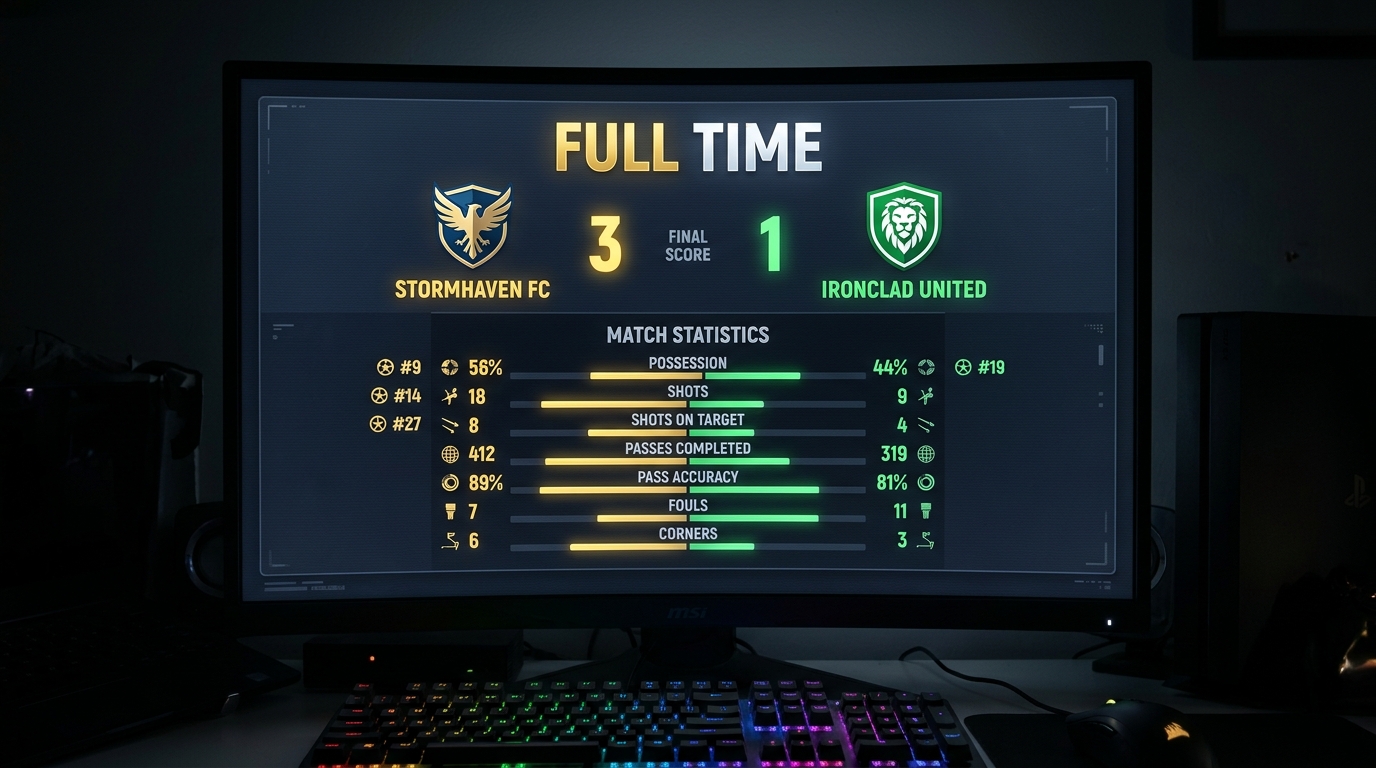 FULL TIME
3 FINAL SCORE 1
STORMHAVEN FC IRONCLAD UNITED
MATCH STATISTICS
POSSESSION
#9 56% 44% #19
SHOTS
#14 18 9
SHOTS ON TARGET
#27 8 4
PASSES COMPLETED
412 319
PASS ACCURACY
89% 81%
FOULS
7 11
CORNERS
6 3
msi